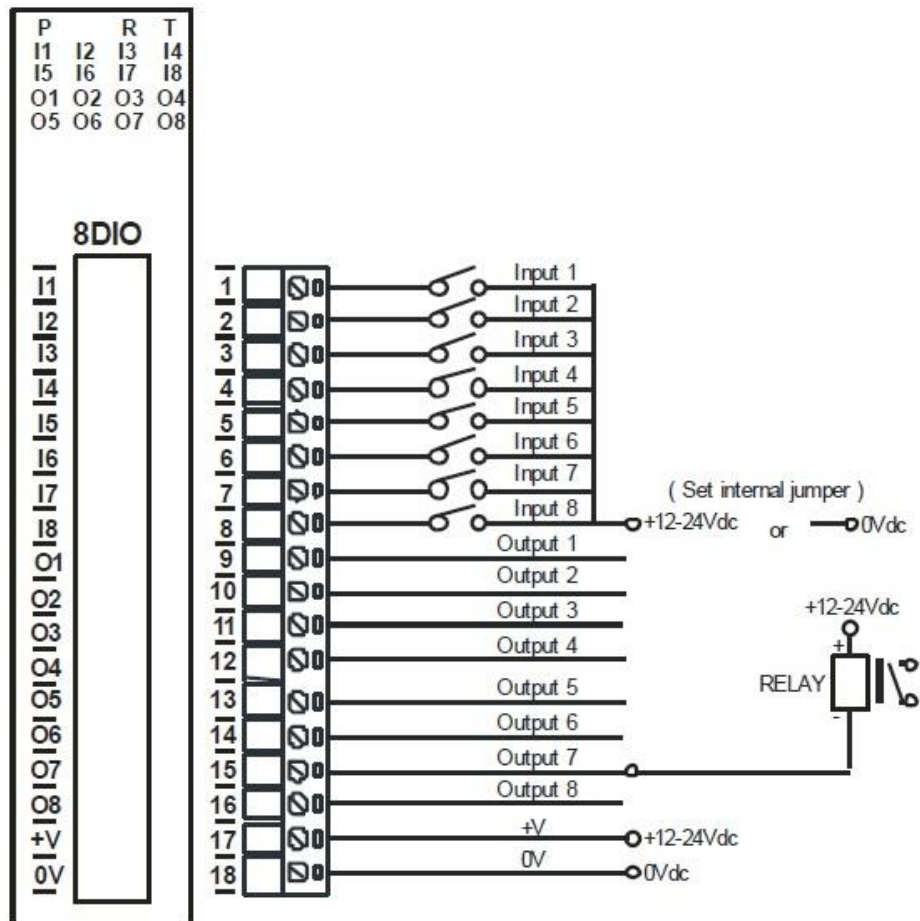 P R T
I1 I2 I3 I4
I5 I6 I7 I8
O1 O2 O3 O4
O5 O6 O7 O8
8DIO
I1 1 Input 1
I2 2 Input 2
I3 3 Input 3
I4 4 Input 4
I5 5 Input 5
I6 6 Input 6
I7 7 Input 7
( Set internal jumper )
I8 8 Input 8 +12-24Vdc or 0Vdc
O1 9 Output 1
O2 10 Output 2
O3 11 Output 3
+12-24Vdc
O4 12 Output 4
+
RELAY
O5 13 Output 5
-
O6 14 Output 6
O7 15 Output 7
O8 16 Output 8
+V 17 +V +12-24Vdc
0V 18 0V 0Vdc